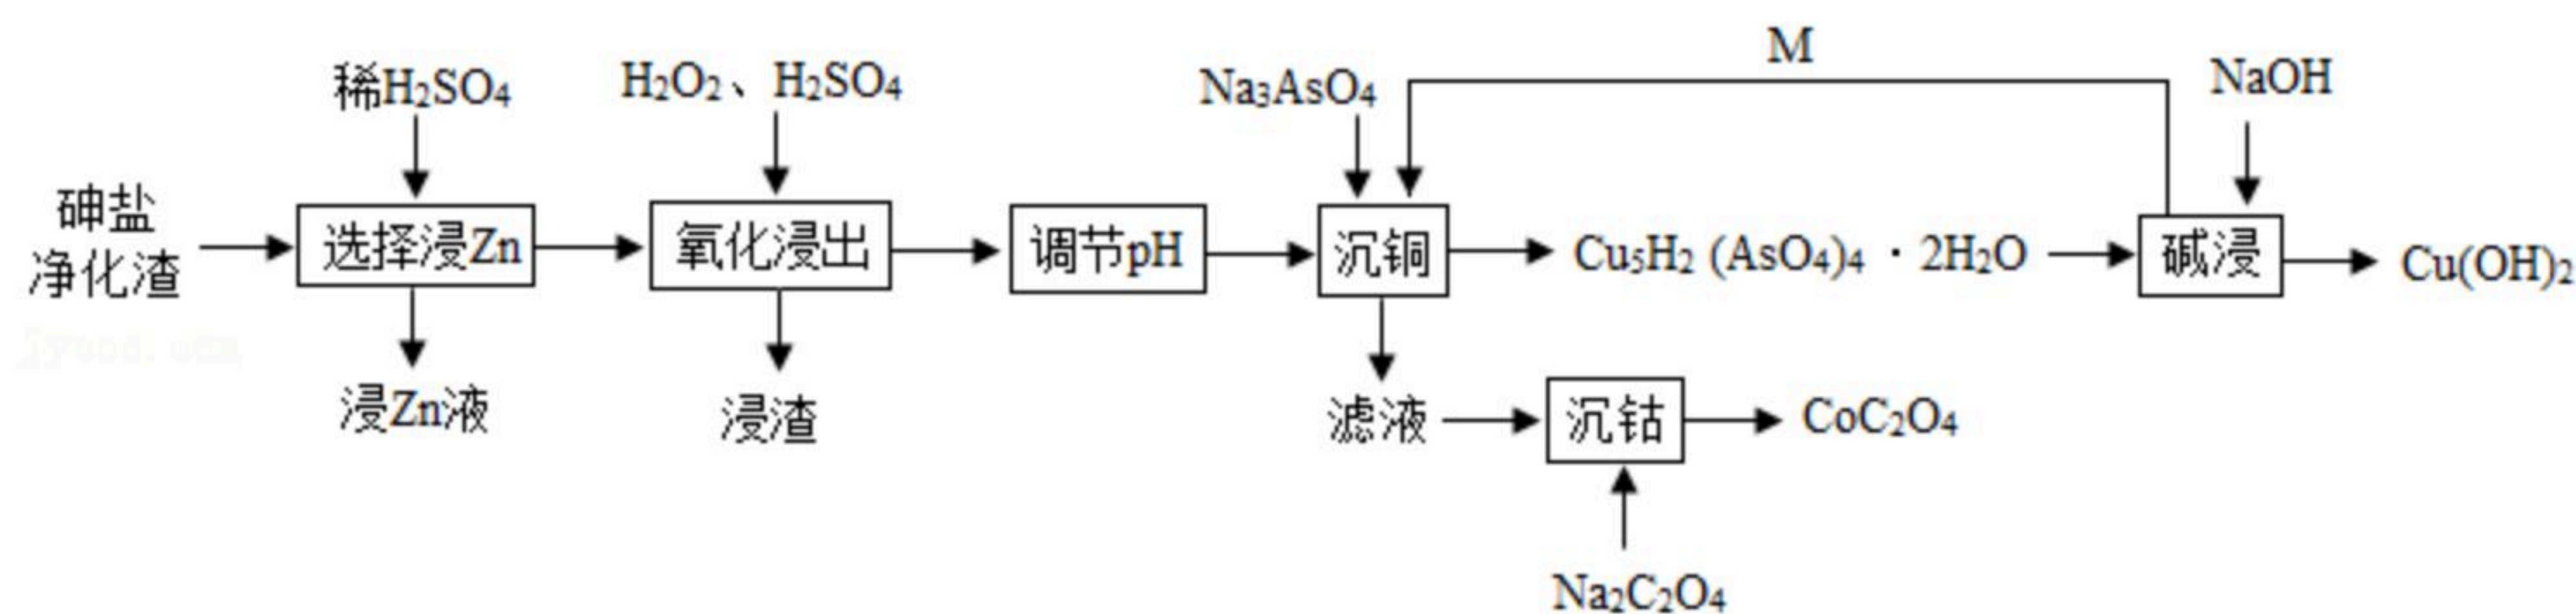 M
稀H₂SO₄
H₂O₂、H₂SO₄
Na₃AsO₄
NaOH
砷盐
净化渣
选择浸Zn
氧化浸出
调节pH
沉铜
Cu₅H₂ (AsO₄)₄ · 2H₂O
碱浸
Cu(OH)₂
浸Zn液
浸渣
滤液
沉钴
CoC₂O₄
Na₂C₂O₄